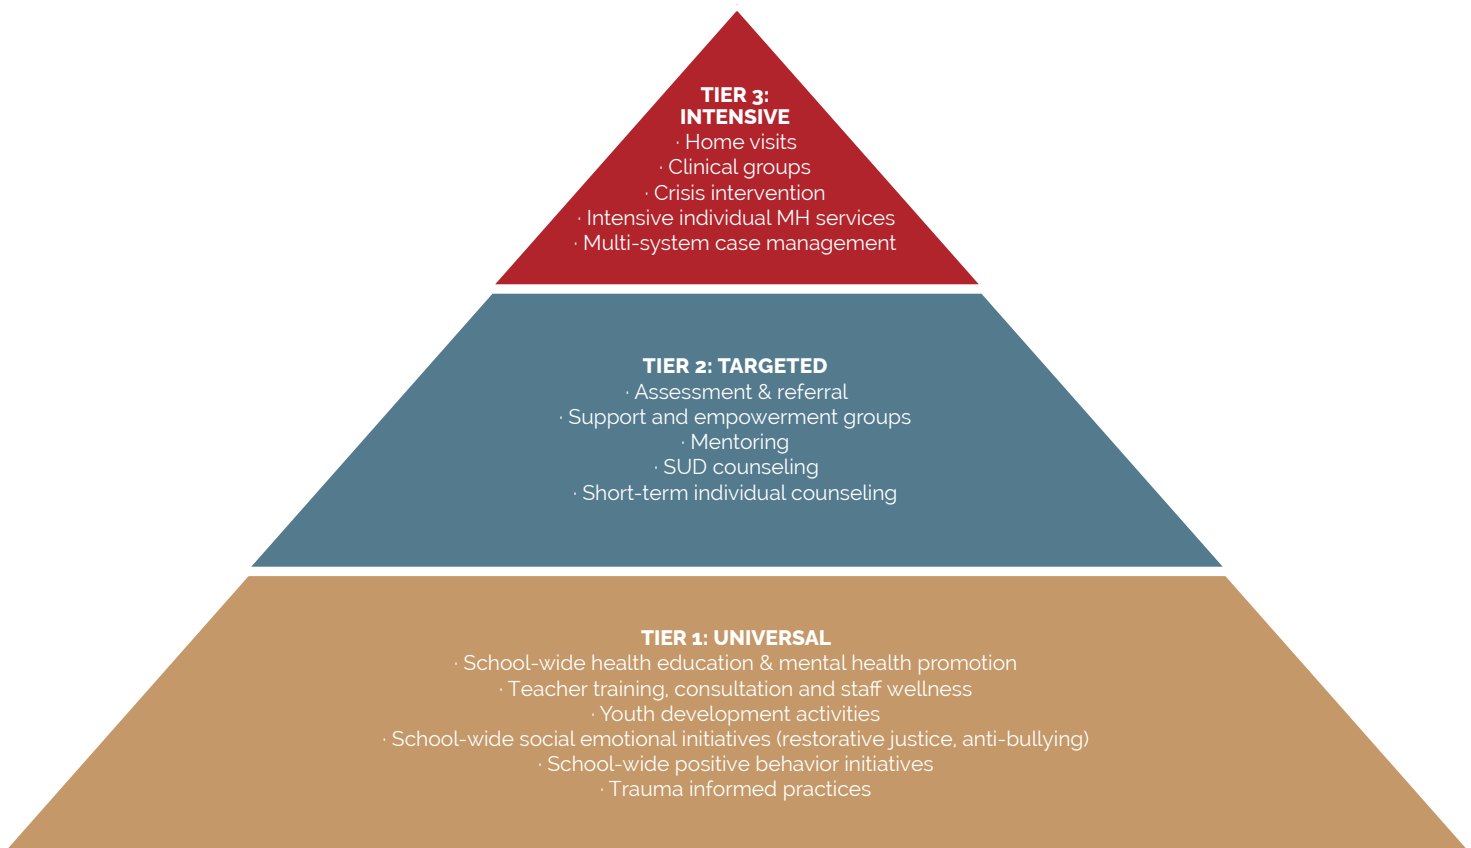 TIER 3:
INTENSIVE
· Home visits
· Clinical groups
· Crisis intervention
· Intensive individual MH services
· Multi-system case management
TIER 2: TARGETED
· Assessment & referral
· Support and empowerment groups
· Mentoring
· SUD counseling
· Short-term individual counseling
TIER 1: UNIVERSAL
· School-wide health education & mental health promotion
· Teacher training, consultation and staff wellness
· Youth development activities
· School-wide social emotional initiatives (restorative justice, anti-bullying)
· School-wide positive behavior initiatives
· Trauma informed practices